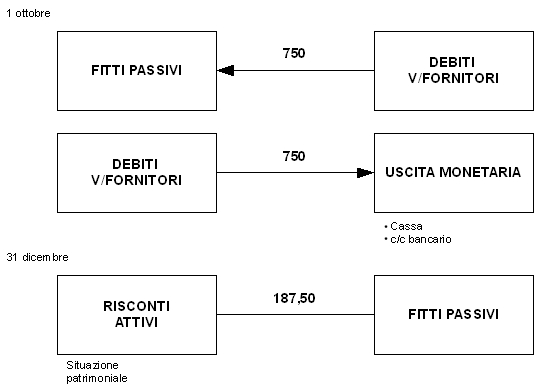 1 ottobre
FITTI PASSIVI
750
DEBITI
V/FORNITORI
DEBITI
V/FORNITORI
750
USCITA MONETARIA
• Cassa
• c/c bancario
31 dicembre
RISCONTI
ATTIVI
187,50
FITTI PASSIVI
Situazione
patrimoniale